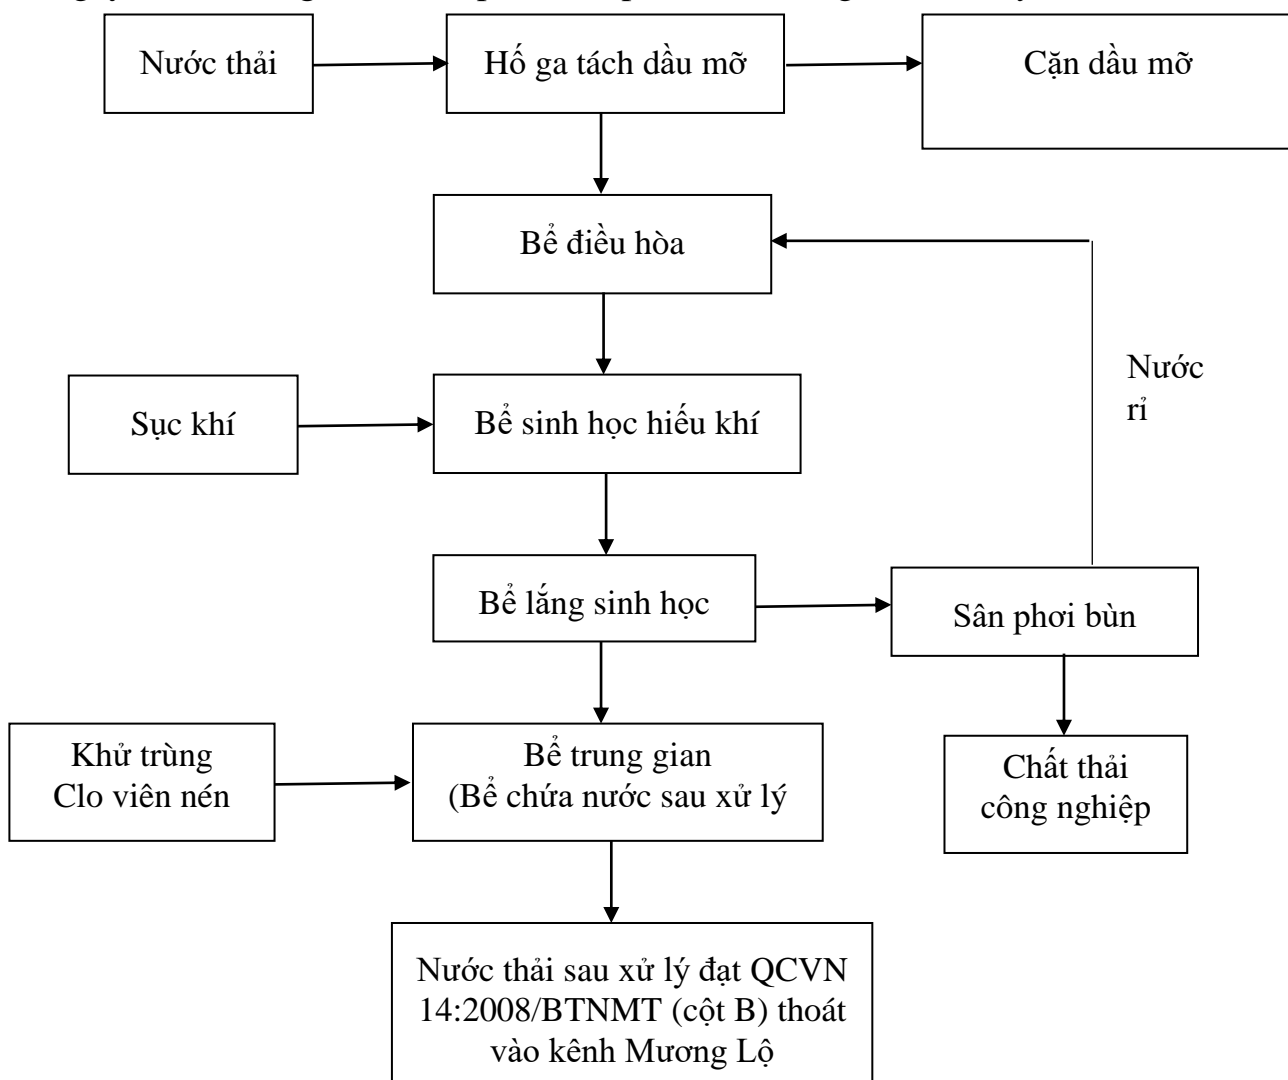 Nước thải
Hố ga tách dầu mỡ
Cặn dầu mỡ
Bể điều hòa
Nước
rỉ
Sục khí
Bể sinh học hiếu khí
Bể lắng sinh học
Sân phơi bùn
Khử trùng
Clo viên nén
Bể trung gian
(Bể chứa nước sau xử lý
Chất thải
công nghiệp
Nước thải sau xử lý đạt QCVN
14:2008/BTNMT (cột B) thoát
vào kênh Mương Lộ